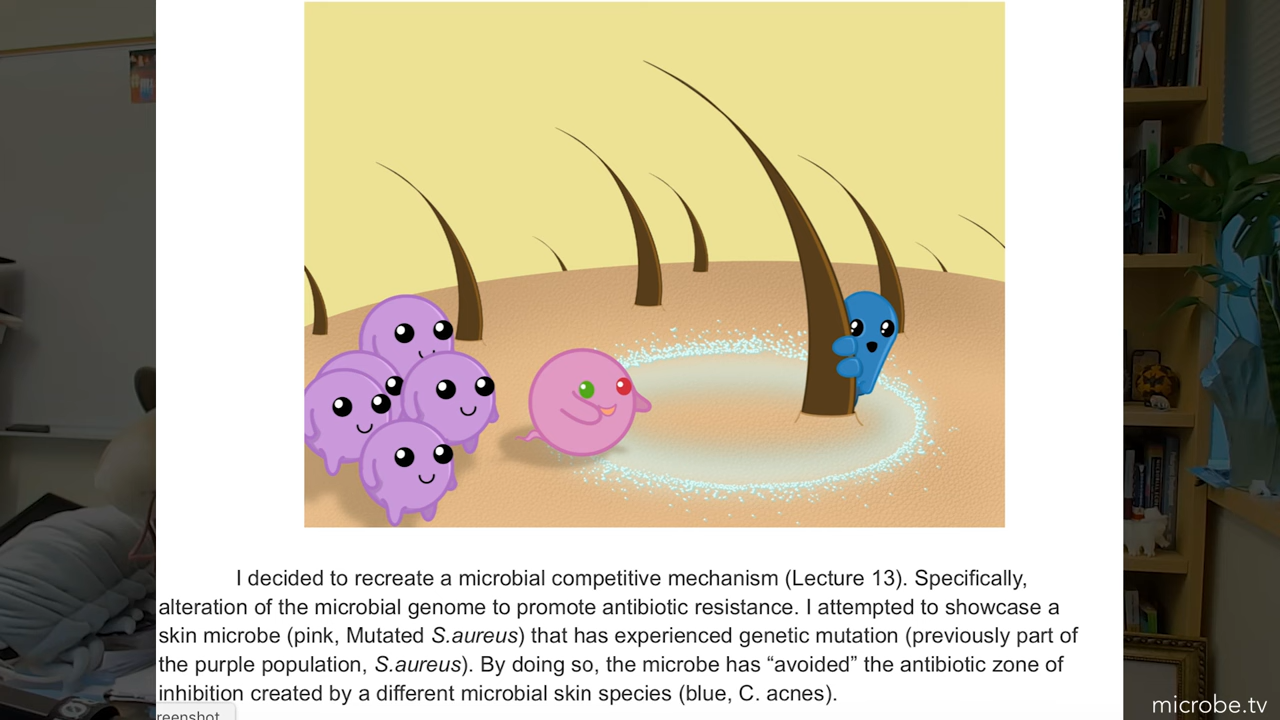 I decided to recreate a microbial competitive mechanism (Lecture 13). Specifically,
alteration of the microbial genome to promote antibiotic resistance. I attempted to showcase a
skin microbe (pink, Mutated S.aureus) that has experienced genetic mutation (previously part of
the purple population, S.aureus). By doing so, the microbe has “avoided” the antibiotic zone of
inhibition created by a different microbial skin species (blue, C. acnes).
reenshot
microbe.tv